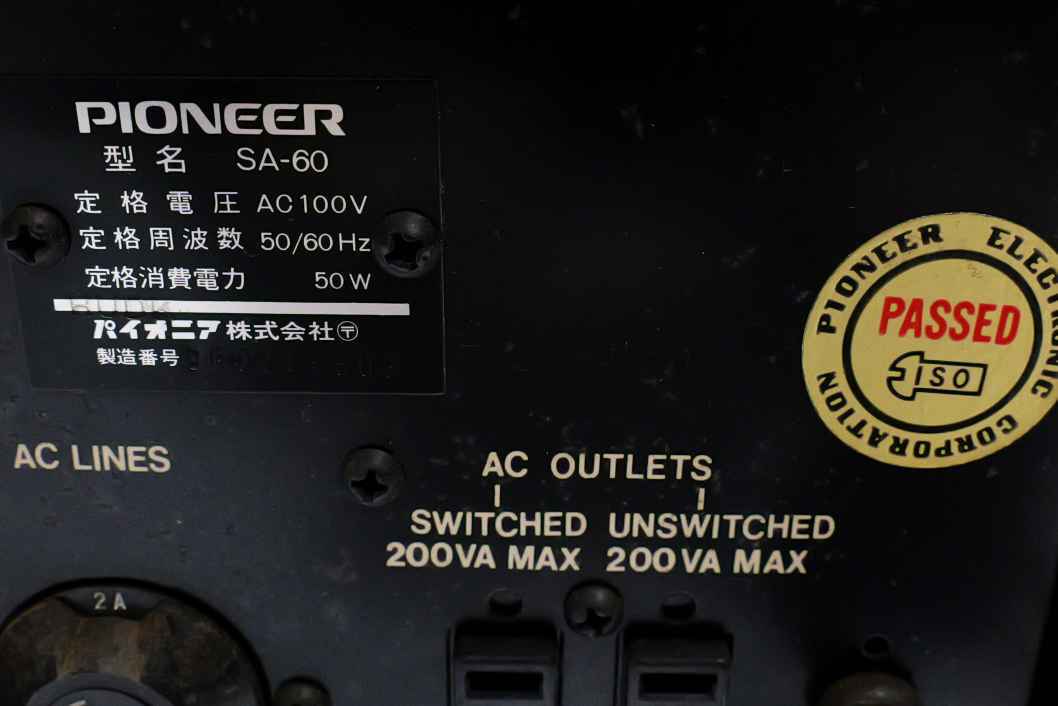 PIONEER
型名 SA-60
定格電圧 AC100V
定格周波数 50/60Hz
定格消費電力 50W
パイオニア株式会社〒
製造番号
PIONEER ELECTRONIC CORPORATION
PASSED
ISO
AC LINES
AC OUTLETS
SWITCHED UNSWITCHED
200VA MAX 200VA MAX
2A